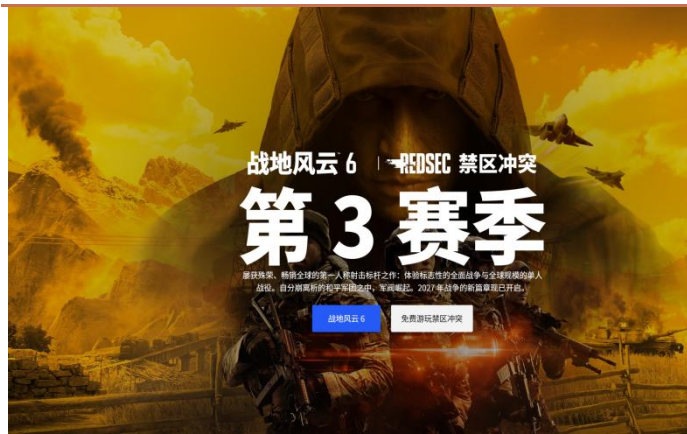 战地风云 6 | REDSEC 禁区冲突
第 3 赛季
屡获殊荣、畅销全球的第一人称射击标杆之作：体验标志性的全面战争与全球规模的单人
战役。自分崩离析的和平军团之中，军阀崛起。2027 年战争的新篇章现已开启。
战地风云 6
免费游玩禁区冲突